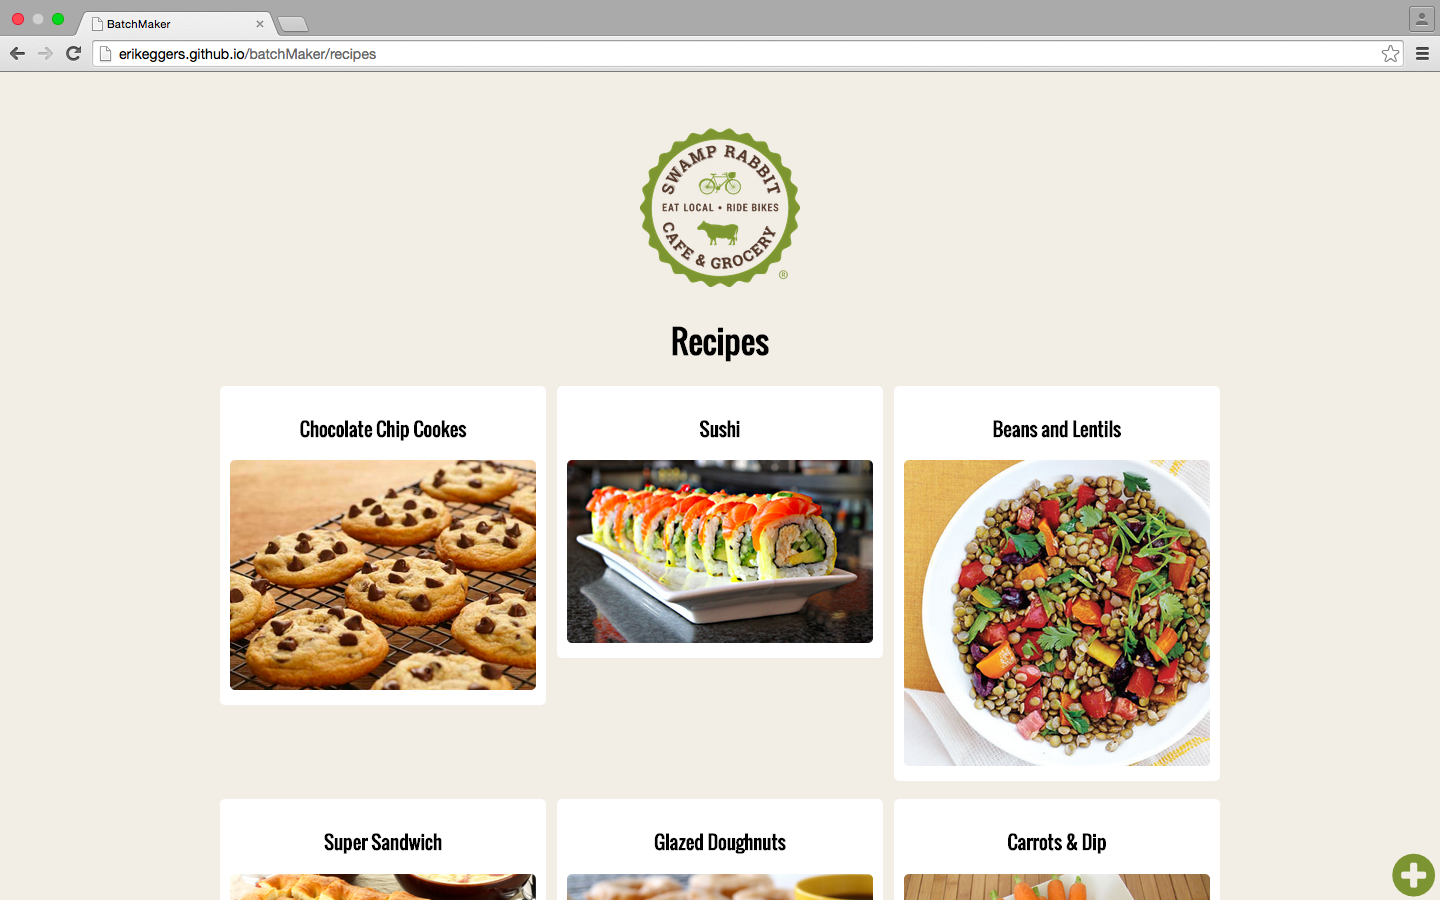 BatchMaker
erikeggers.github.io/batchMaker/recipes
SWAMP RABBIT
EAT LOCAL • RIDE BIKES
CAFE & GROCERY
®
Recipes
Chocolate Chip Cookes
Sushi
Beans and Lentils
Super Sandwich
Glazed Doughnuts
Carrots & Dip